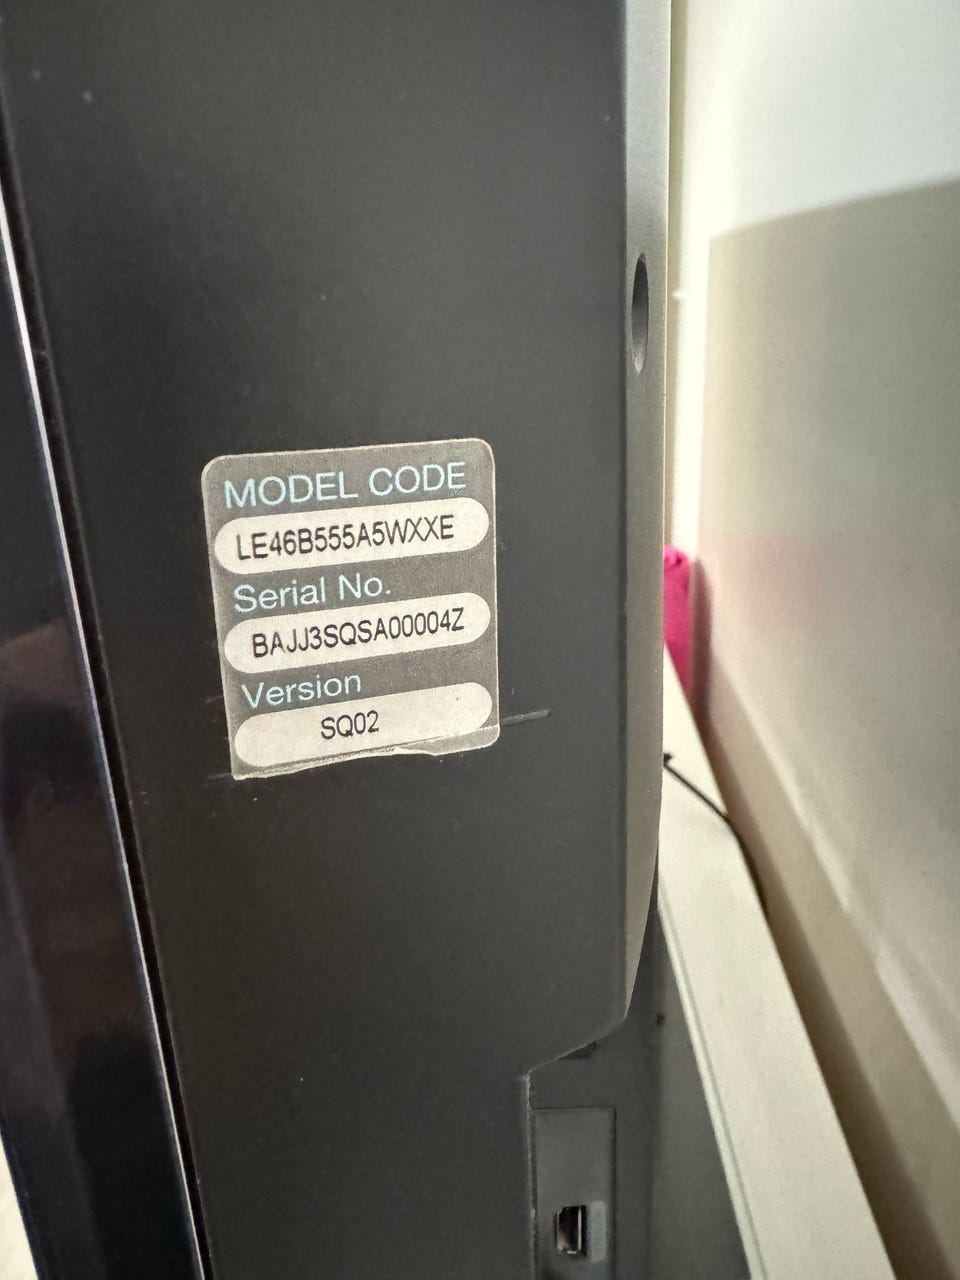 MODEL CODE
LE46B555A5WXXE
Serial No.
BAJJ3SQSA00004Z
Version
SQ02